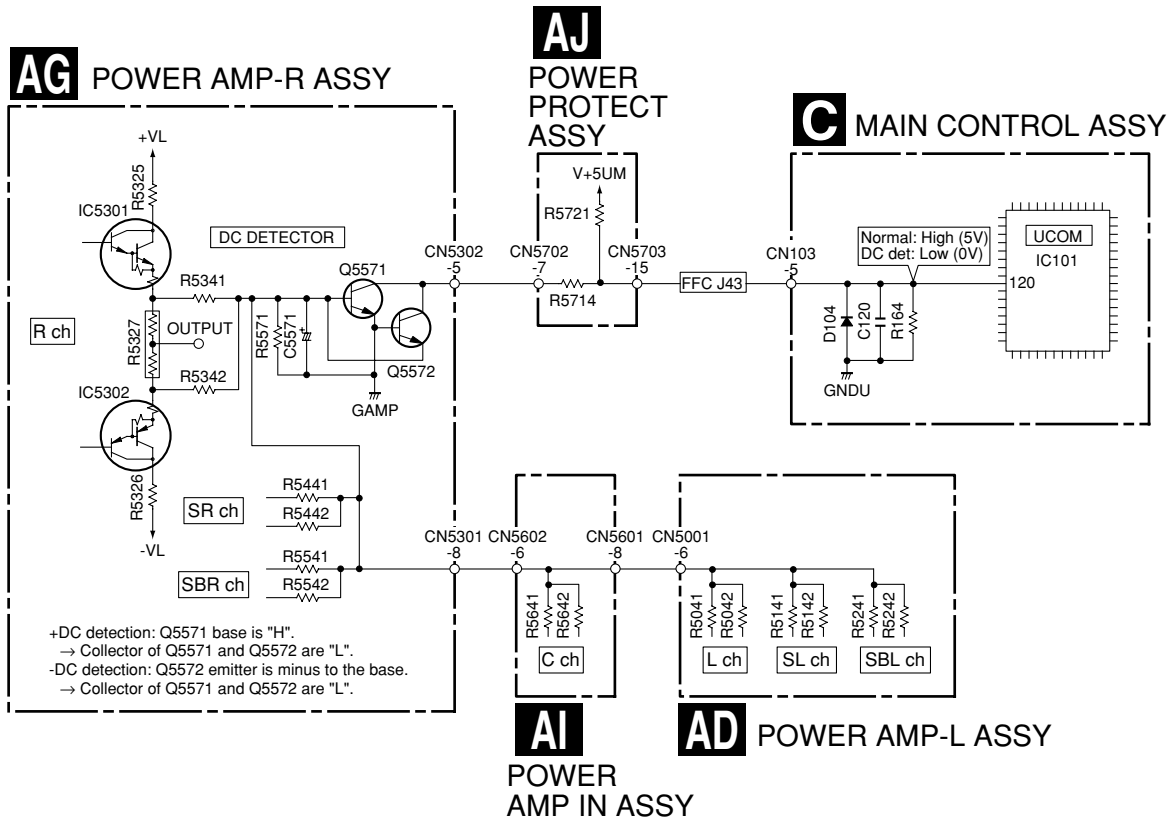 AG POWER AMP-R ASSY
AJ
POWER
PROTECT
ASSY
C MAIN CONTROL ASSY
+VL
R5325
IC5301
DC DETECTOR
R5341
Q5571
CN5302
-5
R ch
R5327
OUTPUT
R5571
C5571
+
Q5572
R5342
GAMP
IC5302
R5326
-VL
SR ch
R5441
R5442
SBR ch
R5541
R5542
CN5301
-8
+DC detection: Q5571 base is "H".
→ Collector of Q5571 and Q5572 are "L".
-DC detection: Q5572 emitter is minus to the base.
→ Collector of Q5571 and Q5572 are "L".
V+5UM
R5721
CN5702
-7
CN5703
-15
R5714
FFC J43
CN103
-5
Normal: High (5V)
DC det: Low (0V)
UCOM
IC101
120
D104
C120
R164
GNDU
CN5602
-6
CN5601
-8
R5641
R5642
C ch
CN5001
-6
R5041
R5042
R5141
R5142
R5241
R5242
L ch
SL ch
SBL ch
AI
POWER
AMP IN ASSY
AD POWER AMP-L ASSY